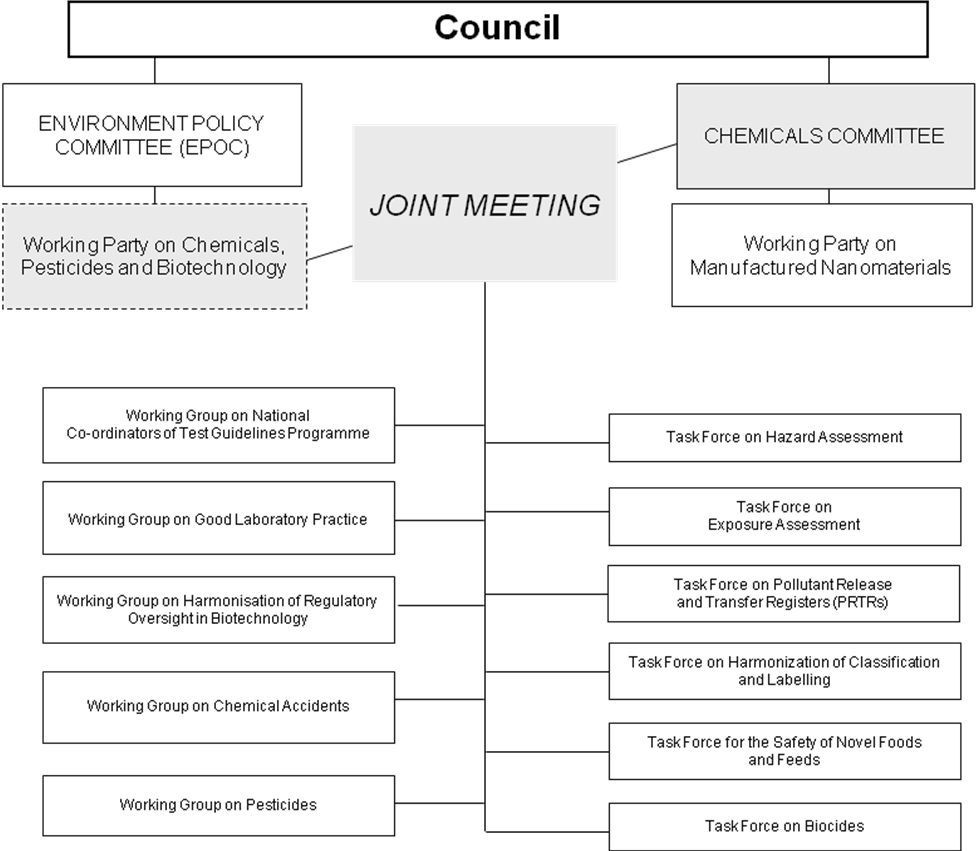 Council
ENVIRONMENT POLICY
COMMITTEE (EPOC)
CHEMICALS COMMITTEE
JOINT MEETING
Working Party on Chemicals,
Pesticides and Biotechnology
Working Party on
Manufactured Nanomaterials
Working Group on National
Co-ordinators of Test Guidelines Programme
Working Group on Good Laboratory Practice
Working Group on Harmonisation of Regulatory
Oversight in Biotechnology
Working Group on Chemical Accidents
Working Group on Pesticides
Task Force on Hazard Assessment
Task Force on
Exposure Assessment
Task Force on Pollutant Release
and Transfer Registers (PRTRs)
Task Force on Harmonization of Classification
and Labelling
Task Force for the Safety of Novel Foods
and Feeds
Task Force on Biocides